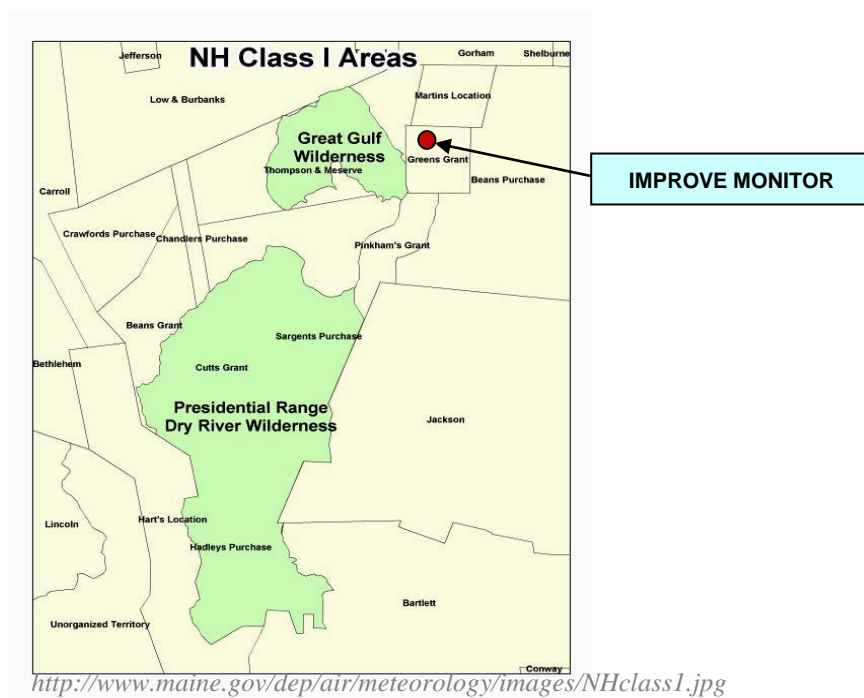 NH Class I Areas
Jefferson
Gorham
Shelburne
Low & Burbanks
Martins Location
Great Gulf
Wilderness
Thompson & Meserve
Greens Grant
IMPROVE MONITOR
Beans Purchase
Carroll
Crawfords Purchase
Chandlers Purchase
Pinkham's Grant
Beans Grant
Sargents Purchase
Bethlehem
Cutts Grant
Presidential Range
Dry River Wilderness
Jackson
Lincoln
Hart's Location
Hadleys Purchase
Bartlett
Unorganized Territory
Conway
http://www.maine.gov/dep/air/meteorology/images/NHclass1.jpg